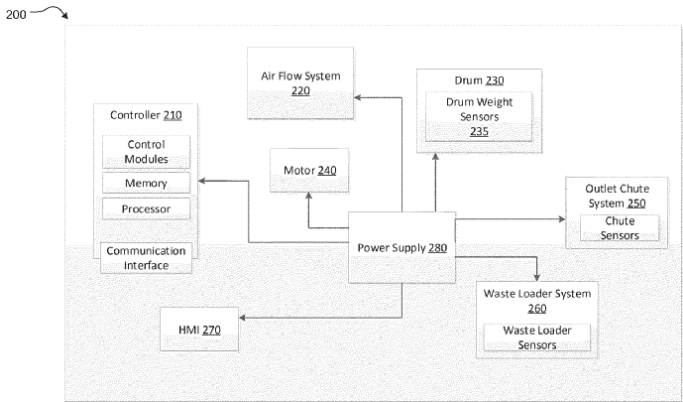 200
Air Flow System
220
Drum 230
Drum Weight
Sensors
235
Controller 210
Control
Modules
Memory
Processor
Communication
Interface
Motor 240
Outlet Chute
System 250
Chute
Sensors
Power Supply 280
Waste Loader System
260
Waste Loader
Sensors
HMI 270